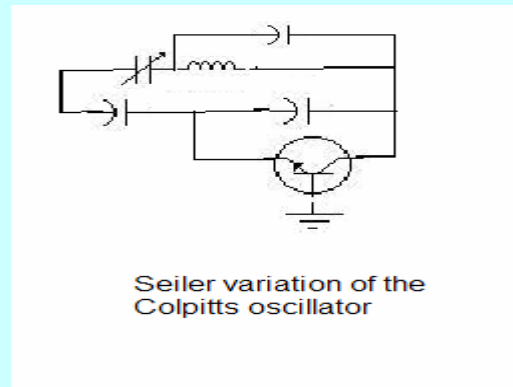 Seiler variation of the
Colpitts oscillator